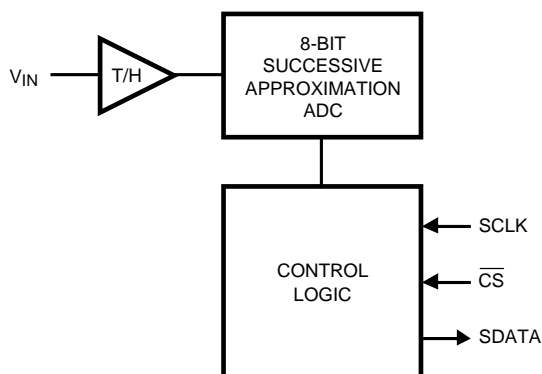 8-BIT
SUCCESSIVE
APPROXIMATION
ADC
T/H
VIN
CONTROL
LOGIC
SCLK
CS
SDATA